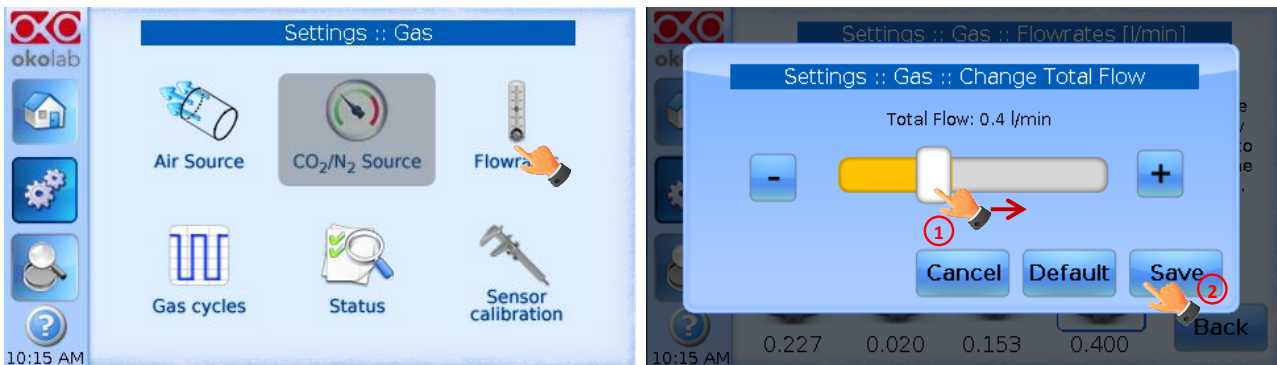 okolab
Settings :: Gas
Air Source
CO₂/N₂ Source
Gas cycles
Status
Sensor
calibration
10:15 AM
Settings :: Gas :: Flowrates [l/min]
Settings :: Gas :: Change Total Flow
Total Flow: 0.4 l/min
-
+
1
Cancel
Default
Save
2
Back
0.227
0.020
0.153
0.400
10:15 AM